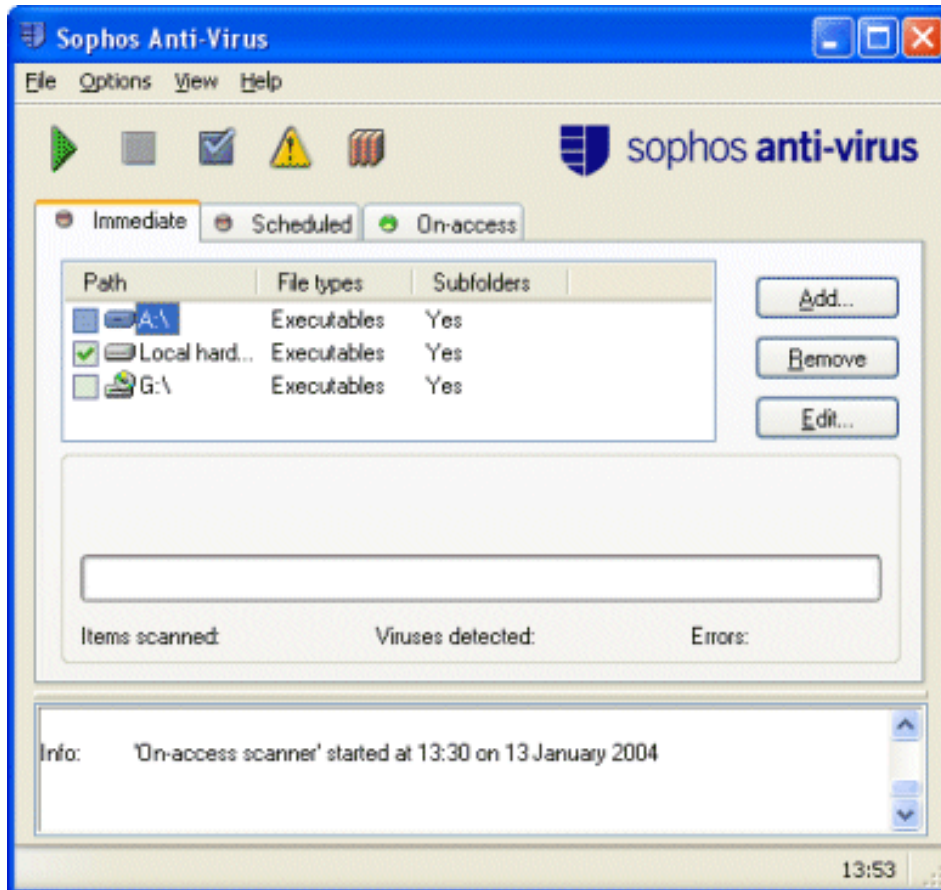 Sophos Anti-Virus
File Options View Help
sophos anti-virus
Immediate Scheduled On-access
Path File types Subfolders
A:\ Executables Yes
Local hard... Executables Yes
G:\ Executables Yes
Add...
Remove
Edit...
Items scanned: Viruses detected: Errors:
Info: 'On-access scanner' started at 13:30 on 13 January 2004
13:53